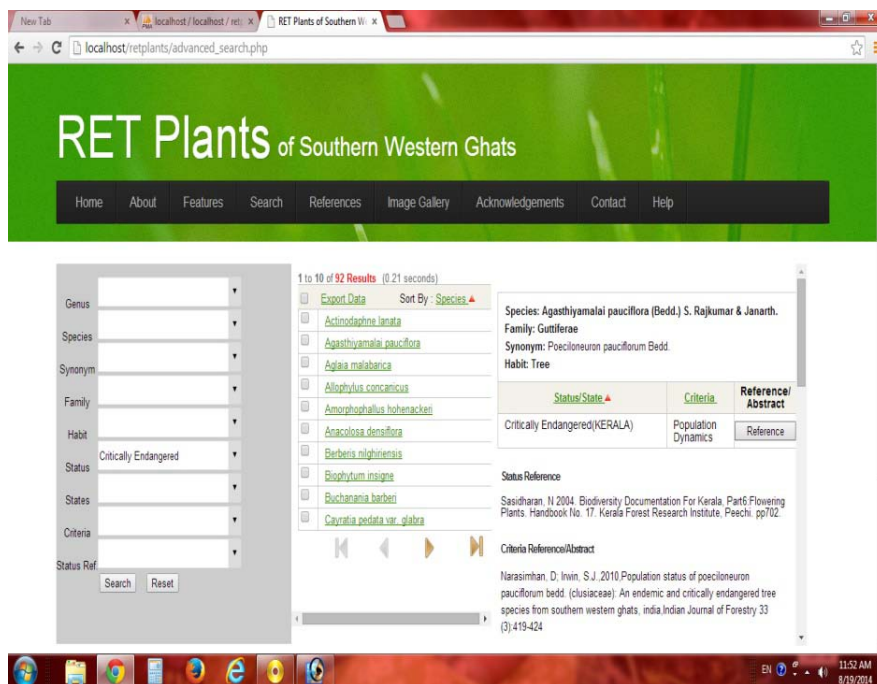 New Tab
localhost / localhost / ret
RET Plants of Southern W
localhost/retplants/advanced_search.php
RET Plants of Southern Western Ghats
Home About Features Search References Image Gallery Acknowledgements Contact Help
Genus
Species
Synonym
Family
Habit
Status Critically Endangered
States
Criteria
Status Ref.
Search Reset
1 to 10 of 92 Results (0.21 seconds)
Export Data Sort By : Species
Actinodaphne lanata
Agasthiyamalai pauciflora
Aglaia malabarica
Allophylus concanicus
Amorphophallus hohenackeri
Anacolosa densiflora
Berberis nilghiriensis
Biophytum insigne
Buchanania barberi
Cayratia pedata var. glabra
Species: Agasthiyamalai pauciflora (Bedd.) S. Rajkumar & Janarth.
Family: Guttiferae
Synonym: Poeciloneuron pauciflorum Bedd.
Habit: Tree
Status/State Criteria Reference/
Abstract
Critically Endangered(KERALA) Population
Dynamics Reference
Status Reference
Sasidharan, N 2004. Biodiversity Documentation For Kerala, Part6:Flowering
Plants. Handbook No. 17. Kerala Forest Research Institute, Peechi. pp702.
Criteria Reference/Abstract
Narasimhan, D; Irwin, S.J.,2010,Population status of poeciloneuron
pauciflorum bedd. (clusiaceae): An endemic and critically endangered tree
species from southern western ghats, india,Indian Journal of Forestry 33
(3):419-424
EN 11:52 AM
8/19/2014